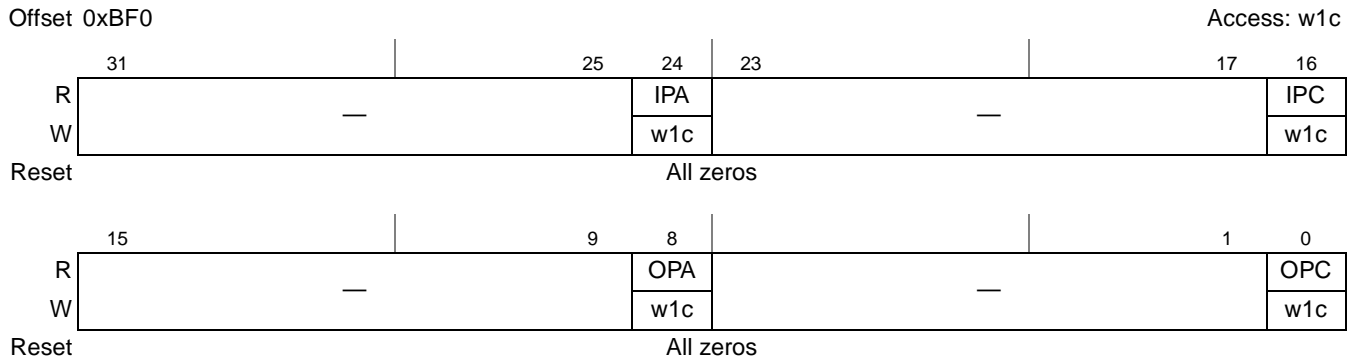 Offset 0xBF0 Access: w1c
31 25 24 23 17 16
R — IPA — IPC
W w1c w1c
Reset All zeros
15 9 8 1 0
R — OPA — OPC
W w1c w1c
Reset All zeros